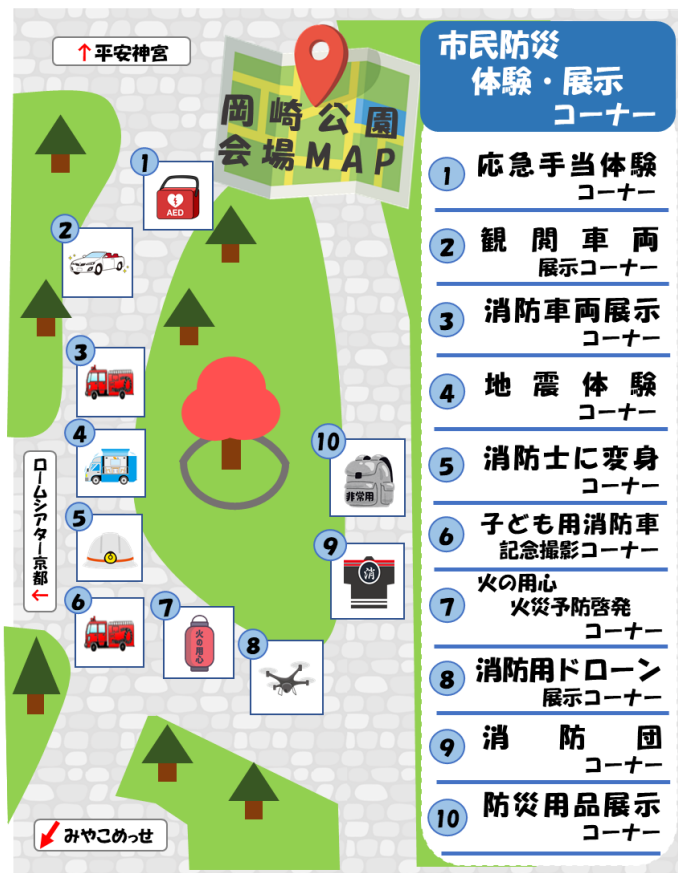 ↑平安神宮
岡崎公園
会場MAP
市民防災
体験・展示
コーナー
1
AED
2
3
4
5
6
7
火の用心
8
9
消
10
非常用
ロームシアター京都←
みやこめっせ
1 応急手当体験
コーナー
2 観閲車両
展示コーナー
3 消防車両展示
コーナー
4 地震体験
コーナー
5 消防士に変身
コーナー
6 子ども用消防車
記念撮影コーナー
7 火の用心
火災予防啓発
コーナー
8 消防用ドローン
展示コーナー
9 消防団
コーナー
10 防災用品展示
コーナー